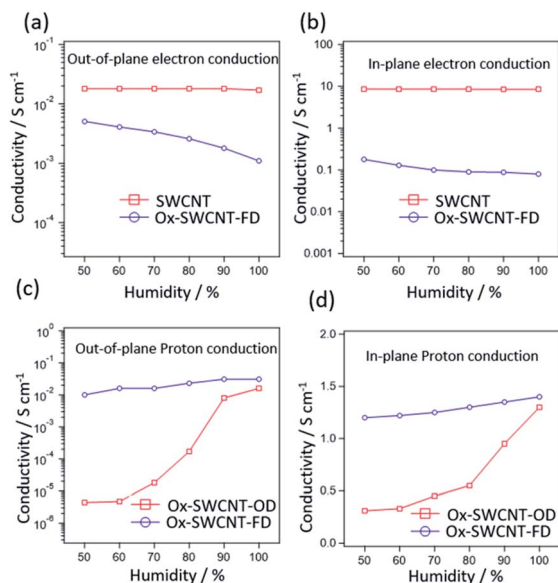 (a)
Out-of-plane electron conduction
Conductivity / S cm⁻¹
10⁻¹
10⁻²
10⁻³
10⁻⁴
SWCNT
Ox-SWCNT-FD
50 60 70 80 90 100
Humidity / %
(b)
In-plane electron conduction
Conductivity / S cm⁻¹
100
10
1
0.1
0.01
0.001
SWCNT
Ox-SWCNT-FD
50 60 70 80 90 100
Humidity / %
(c)
Out-of-plane Proton conduction
Conductivity / S cm⁻¹
10⁰
10⁻¹
10⁻²
10⁻³
10⁻⁴
10⁻⁵
10⁻⁶
Ox-SWCNT-OD
Ox-SWCNT-FD
50 60 70 80 90 100
Humidity / %
(d)
In-plane Proton conduction
Conductivity / S cm⁻¹
2.0
1.5
1.0
0.5
0.0
Ox-SWCNT-OD
Ox-SWCNT-FD
50 60 70 80 90 100
Humidity / %